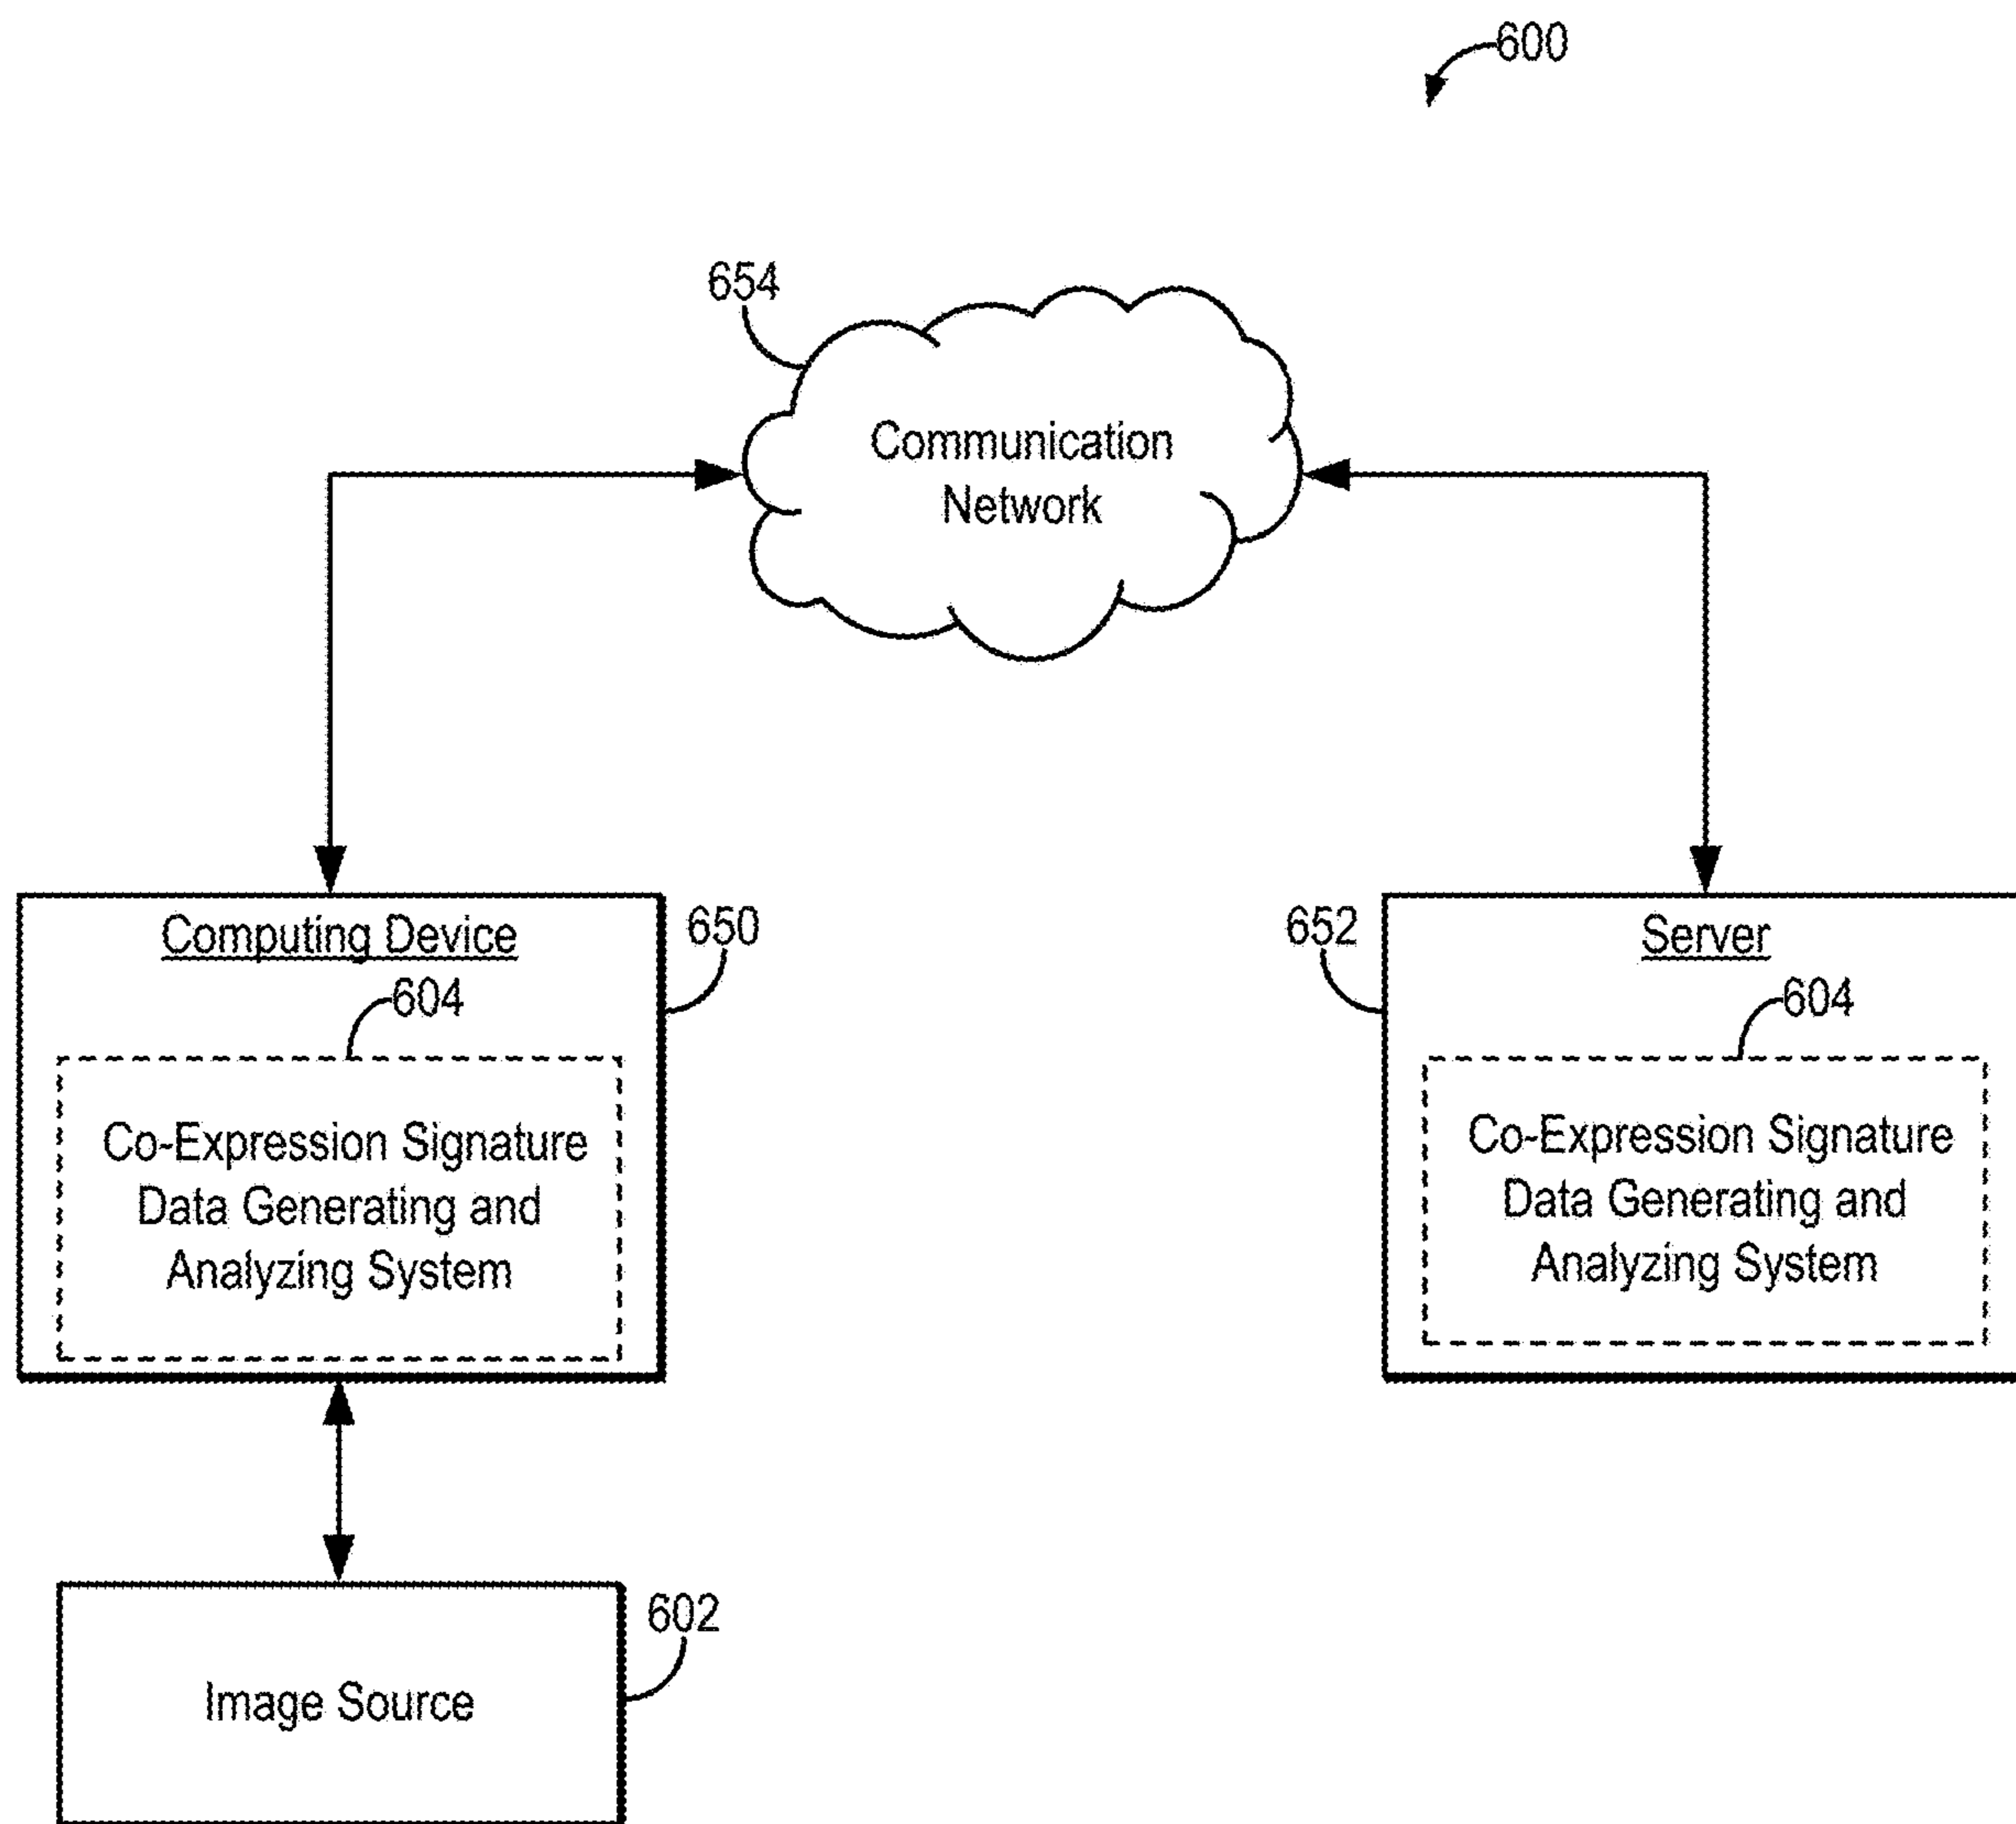 600
654
Communication
Network
Computing Device
650
604
Co-Expression Signature
Data Generating and
Analyzing System
652
Server
604
Co-Expression Signature
Data Generating and
Analyzing System
602
Image Source